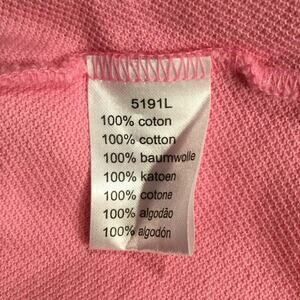 5191L
100% coton
100% cotton
100% baumwolle
100% katoen
100% cotone
100% algodão
100% algodón